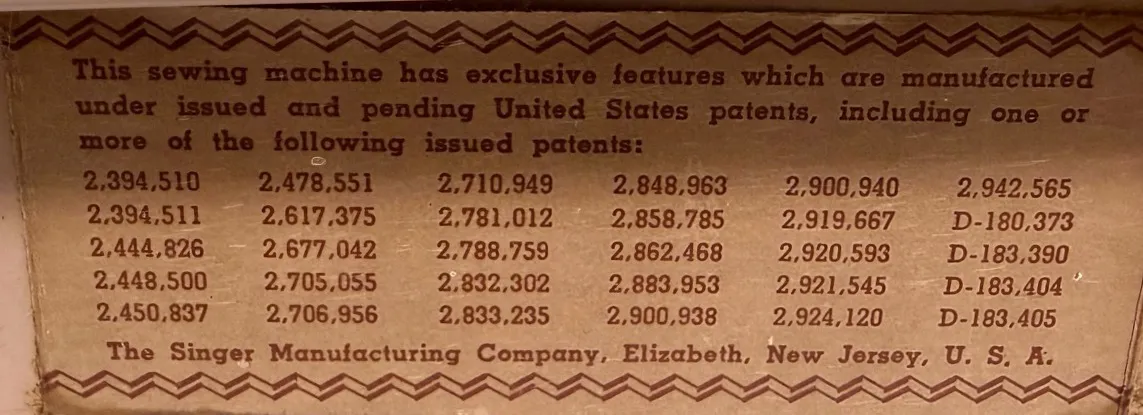 This sewing machine has exclusive features which are manufactured
under issued and pending United States patents, including one or
more of the following issued patents:
2,394,510 2,478,551 2,710,949 2,848,963 2,900,940 2,942,565
2,394,511 2,617,375 2,781,012 2,858,785 2,919,667 D-180,373
2,444,826 2,677,042 2,788,759 2,862,468 2,920,593 D-183,390
2,448,500 2,705,055 2,832,302 2,883,953 2,921,545 D-183,404
2,450,837 2,706,956 2,833,235 2,900,938 2,924,120 D-183,405
The Singer Manufacturing Company, Elizabeth, New Jersey, U. S. A.